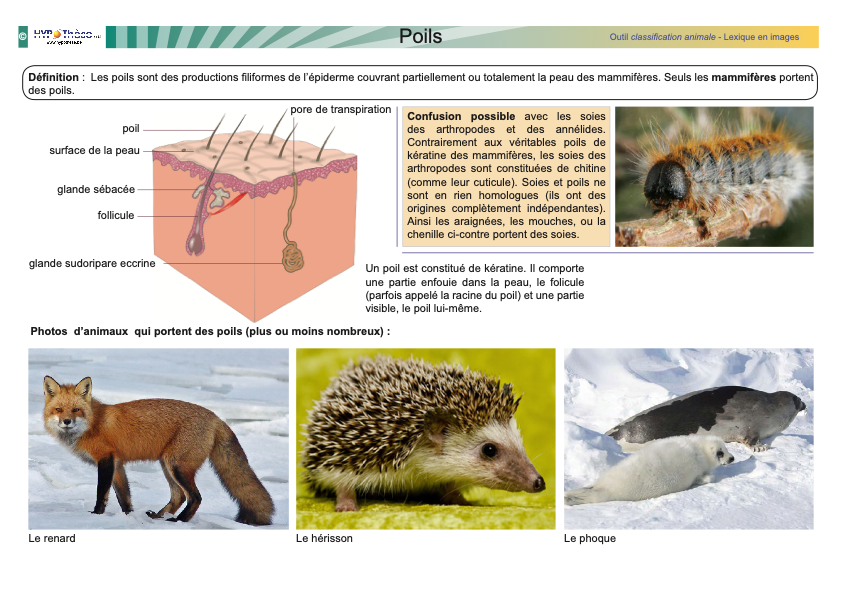 © HYPOThèse
Poils
Outil classification animale - Lexique en images
Définition : Les poils sont des productions filiformes de l'épiderme couvrant partiellement ou totalement la peau des mammifères. Seuls les mammifères portent
des poils.
pore de transpiration
poil
surface de la peau
glande sébacée
follicule
glande sudoripare eccrine
Confusion possible avec les soies
des arthropodes et des annélides.
Contrairement aux véritables poils de
kératine des mammifères, les soies des
arthropodes sont constituées de chitine
(comme leur cuticule). Soies et poils ne
sont en rien homologues (ils ont des
origines complètement indépendantes).
Ainsi les araignées, les mouches, ou la
chenille ci-contre portent des soies.
Un poil est constitué de kératine. Il comporte
une partie enfouie dans la peau, le folicule
(parfois appelé la racine du poil) et une partie
visible, le poil lui-même.
Photos d'animaux qui portent des poils (plus ou moins nombreux) :
Le renard
Le hérisson
Le phoque